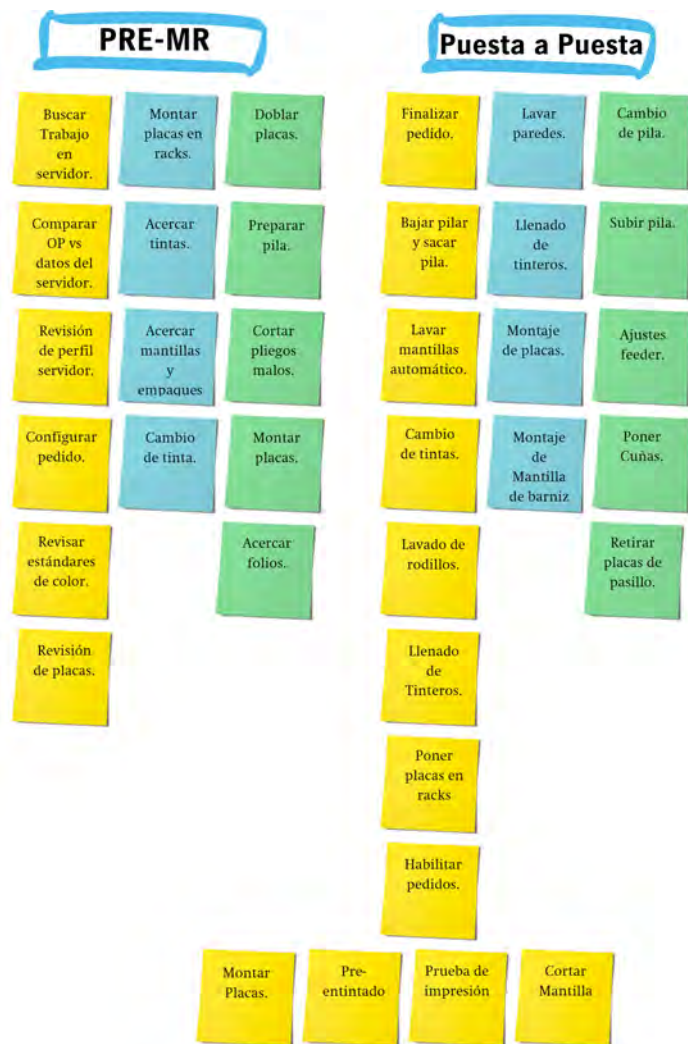 PRE-MR
Buscar
Trabajo
en
servidor.
Montar
placas en
racks.
Doblar
placas.
Comparar
OP vs
datos del
servidor.
Acercar
tintas.
Preparar
pila.
Revisión
de perfil
servidor.
Acercar
mantillas
y
empaques
Cortar
pliegos
malos.
Configurar
pedido.
Cambio
de tinta.
Montar
placas.
Revisar
estándares
de color.
Acercar
folios.
Revisión
de placas.
Puesta a Puesta
Finalizar
pedido.
Lavar
paredes.
Cambio
de pila.
Bajar pilar
y sacar
pila.
Llenado
de
tinteros.
Subir pila.
Lavar
mantillas
automático.
Montaje
de placas.
Ajustes
feeder.
Cambio
de tintas.
Montaje
de
Mantilla
de barniz
Poner
Cuñas.
Lavado de
rodillos.
Retirar
placas de
pasillo.
Llenado
de
Tinteros.
Poner
placas en
racks
Habilitar
pedidos.
Montar
Placas.
Pre-
entintado
Prueba de
impresión
Cortar
Mantilla